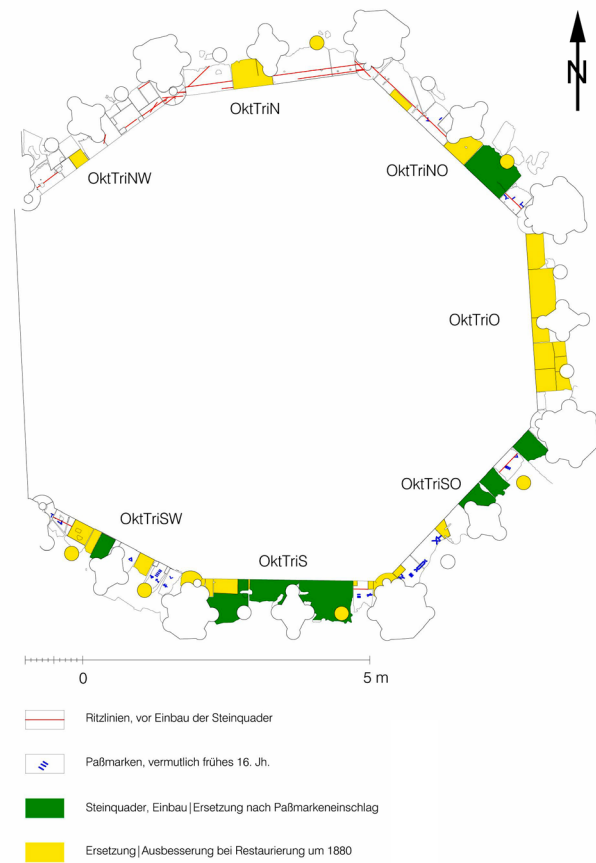 N
OktTriN
OktTriNW
OktTriNO
OktTriO
OktTriSO
OktTriSW
OktTriS
0 5 m
Ritzlinien, vor Einbau der Steinquader
Paßmarken, vermutlich frühes 16. Jh.
Steinquader, Einbau|Ersetzung nach Paßmarkeneinschlag
Ersetzung|Ausbesserung bei Restaurierung um 1880